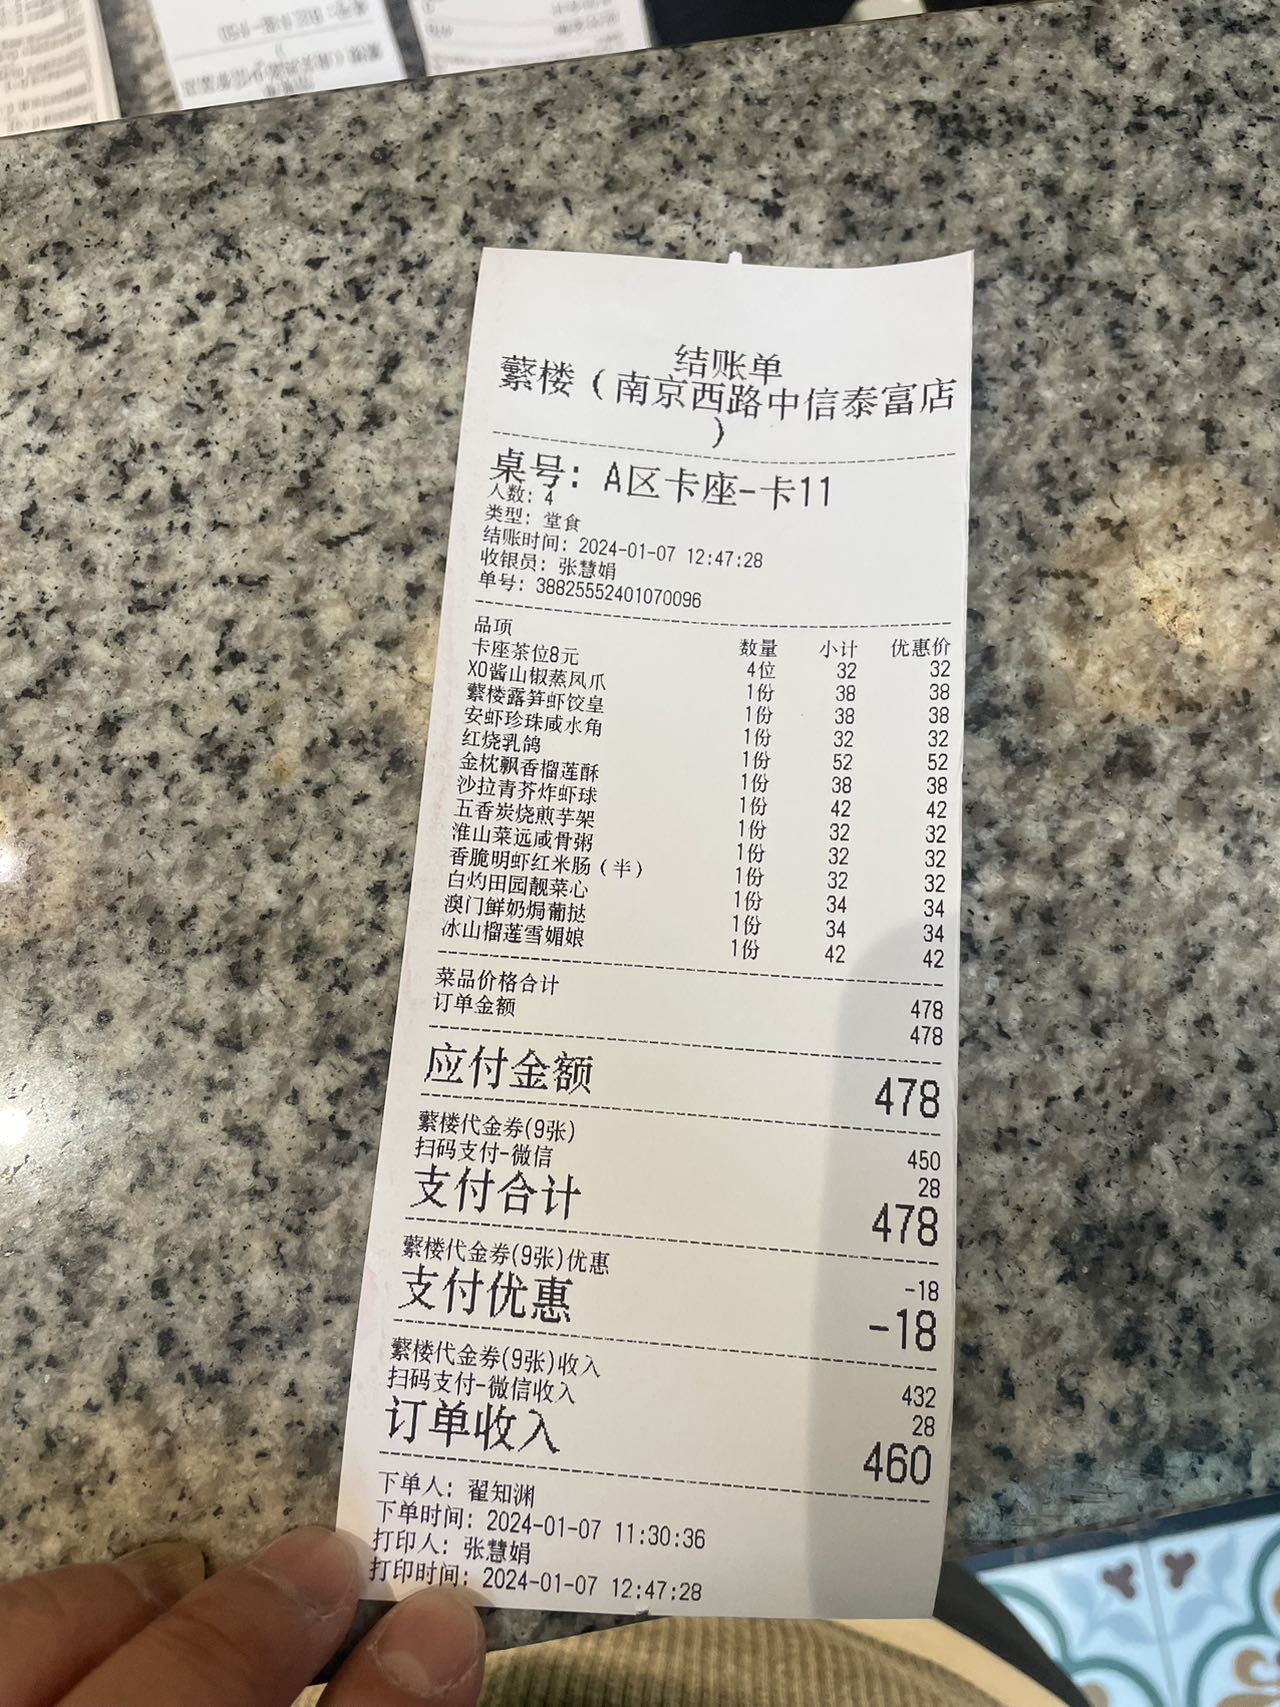 结账单
蘩楼（南京西路中信泰富店
）
桌号：A区卡座-卡11
人数：4
类型：堂食
结账时间：2024-01-07 12:47:28
收银员：张慧娟
单号：38825552401070096
品项 数量 小计 优惠价
卡座茶位8元 4位 32 32
XO酱山椒蒸凤爪 1份 38 38
蘩楼露笋虾饺皇 1份 38 38
安虾珍珠咸水角 1份 32 32
红烧乳鸽 1份 52 52
金枕飘香榴莲酥 1份 38 38
沙拉青芥炸虾球 1份 42 42
五香炭烧煎芋架 1份 32 32
淮山菜远咸骨粥 1份 32 32
香脆明虾红米肠（半） 1份 32 32
白灼田园靓菜心 1份 34 34
澳门鲜奶焗葡挞 1份 34 34
冰山榴莲雪媚娘 1份 42 42
菜品价格合计 478
订单金额 478
应付金额 478
蘩楼代金券(9张) 450
扫码支付-微信 28
支付合计 478
蘩楼代金券(9张)优惠 -18
支付优惠 -18
蘩楼代金券(9张)收入 432
扫码支付-微信收入 28
订单收入 460
下单人：翟知渊
下单时间：2024-01-07 11:30:36
打印人：张慧娟
打印时间：2024-01-07 12:47:28